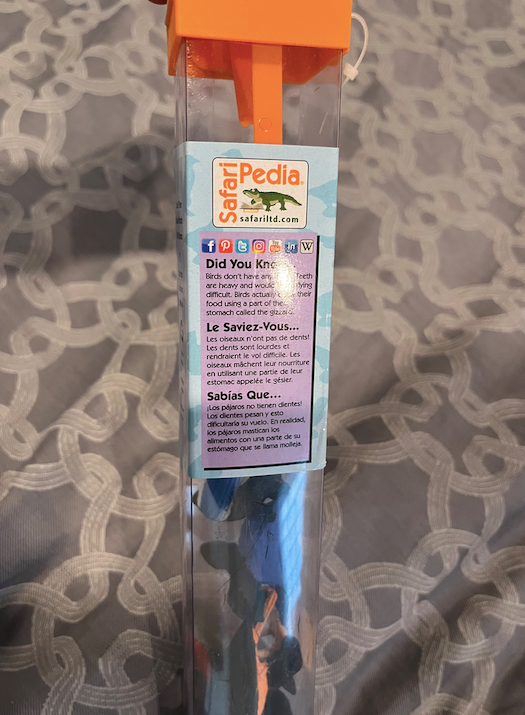 Safari
Pedia
safariltd.com
Did You
Birds don't have Teeth
are heavy and would
difficult. Birds actually their
food using a part of
stomach called the gizzard.
Le Saviez-Vous...
Les oiseaux n'ont pas de dents!
Les dents sont lourdes et
rendraient le vol difficile. Les
oiseaux mâchent leur nourriture
en utilisant une partie de leur
estomac appelée le gésier.
Sabías Que...
¡Los pájaros no tienen dientes!
Los dientes pesan y esto
dificultaría su vuelo. En realidad,
los pájaros mastican los
alimentos con una parte de su
estómago que se llama molleja.